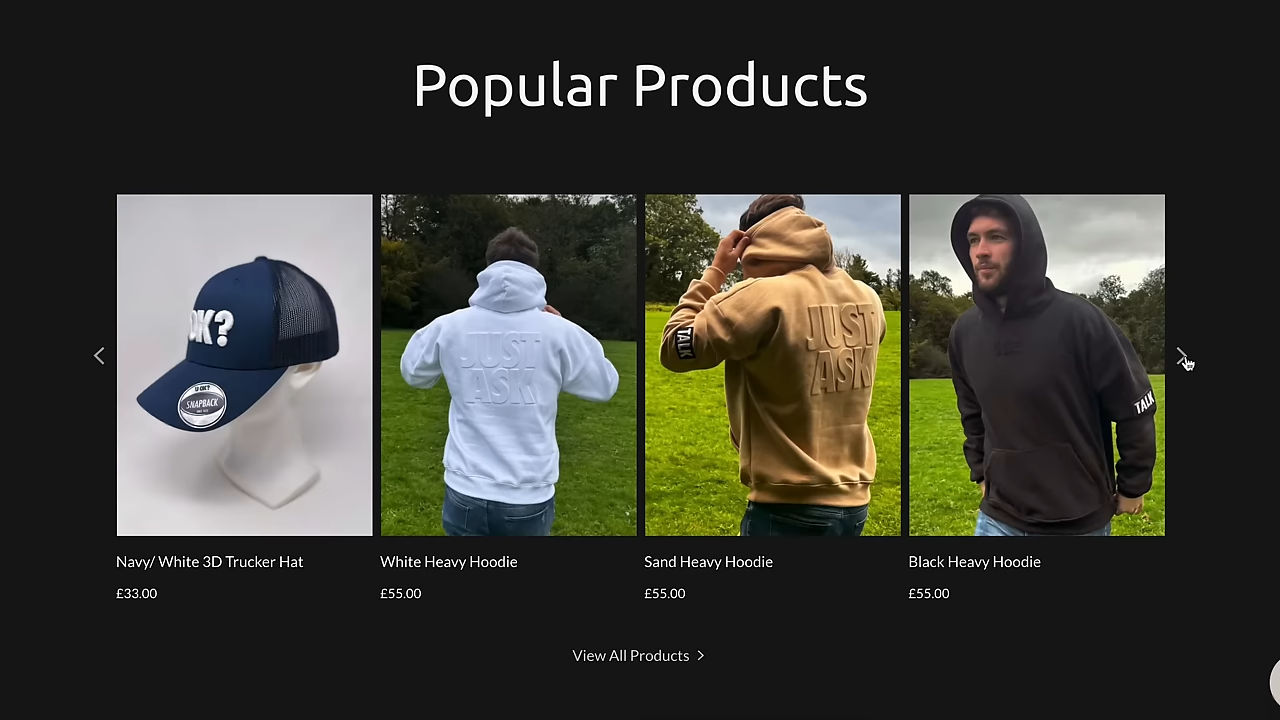 Popular Products
OK?
U OK?
SNAPBACK
JUST
ASK
TALK
JUST
ASK
TALK
Navy/ White 3D Trucker Hat
White Heavy Hoodie
Sand Heavy Hoodie
Black Heavy Hoodie
£33.00
£55.00
£55.00
£55.00
View All Products